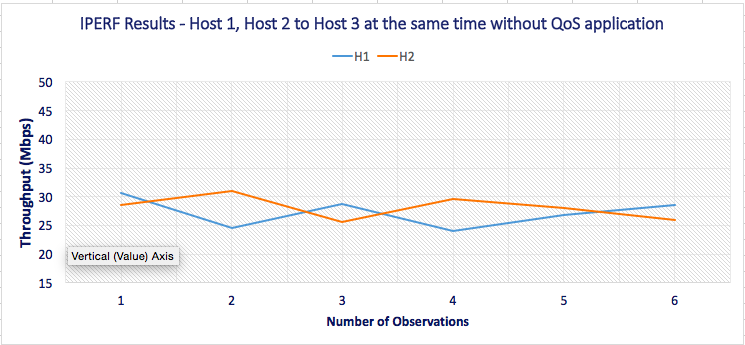 IPERF Results - Host 1, Host 2 to Host 3 at the same time without QoS application
H1 H2
50
45
40
35
30
25
20
15
Throughput (Mbps)
Vertical (Value) Axis
1 2 3 4 5 6
Number of Observations